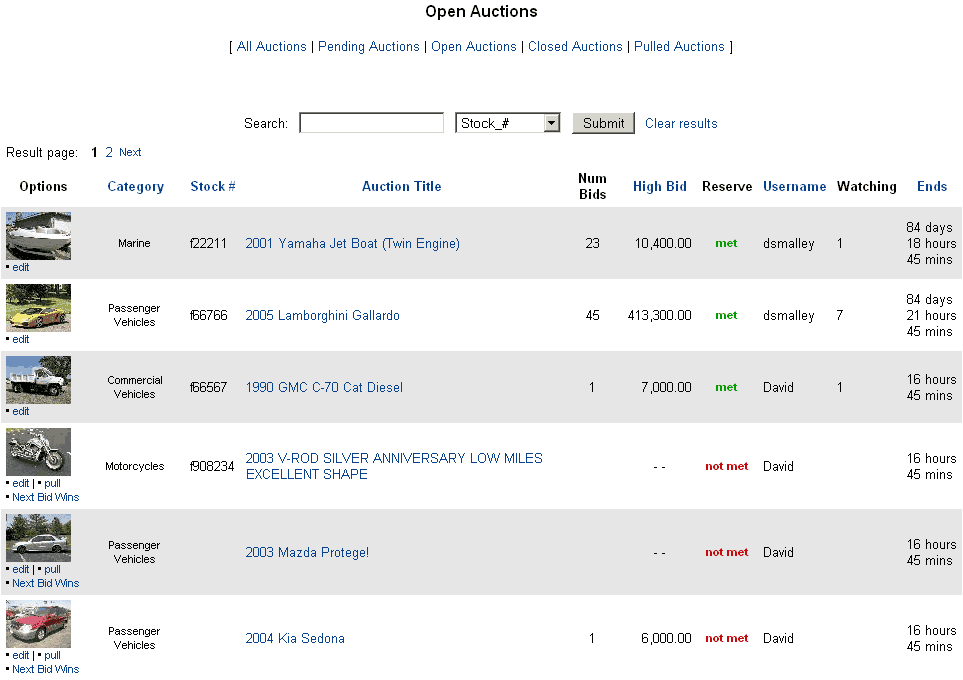 Open Auctions
[ All Auctions | Pending Auctions | Open Auctions | Closed Auctions | Pulled Auctions ]
Search: Stock_# Submit Clear results
Result page: 1 2 Next
Options Category Stock # Auction Title Num Bids High Bid Reserve Username Watching Ends
Marine f22211 2001 Yamaha Jet Boat (Twin Engine) 23 10,400.00 met dsmalley 1 84 days 18 hours 45 mins
▪ edit
Passenger Vehicles f66766 2005 Lamborghini Gallardo 45 413,300.00 met dsmalley 7 84 days 21 hours 45 mins
▪ edit
Commercial Vehicles f66567 1990 GMC C-70 Cat Diesel 1 7,000.00 met David 1 16 hours 45 mins
▪ edit
Motorcycles f908234 2003 V-ROD SILVER ANNIVERSARY LOW MILES EXCELLENT SHAPE - - not met David 16 hours 45 mins
▪ edit | ▪ pull
▪ Next Bid Wins
Passenger Vehicles 2003 Mazda Protege! - - not met David 16 hours 45 mins
▪ edit | ▪ pull
▪ Next Bid Wins
Passenger Vehicles 2004 Kia Sedona 1 6,000.00 not met David 16 hours 45 mins
▪ edit | ▪ pull
▪ Next Bid Wins